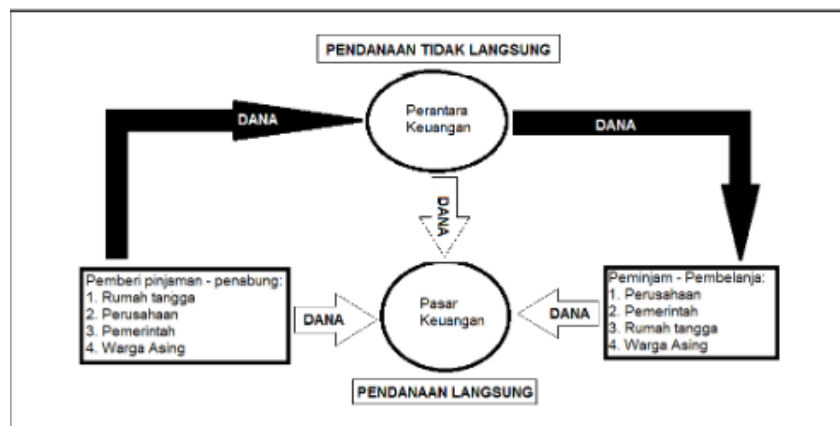 PENDANAAN TIDAK LANGSUNG
Perantara
Keuangan
DANA
DANA
DANA
Pemberi pinjaman - penabung:
1. Rumah tangga
2. Perusahaan
3. Pemerintah
4. Warga Asing
DANA
Pasar
Keuangan
DANA
Peminjam - Pembelanja:
1. Perusahaan
2. Pemerintah
3. Rumah tangga
4. Warga Asing
PENDANAAN LANGSUNG